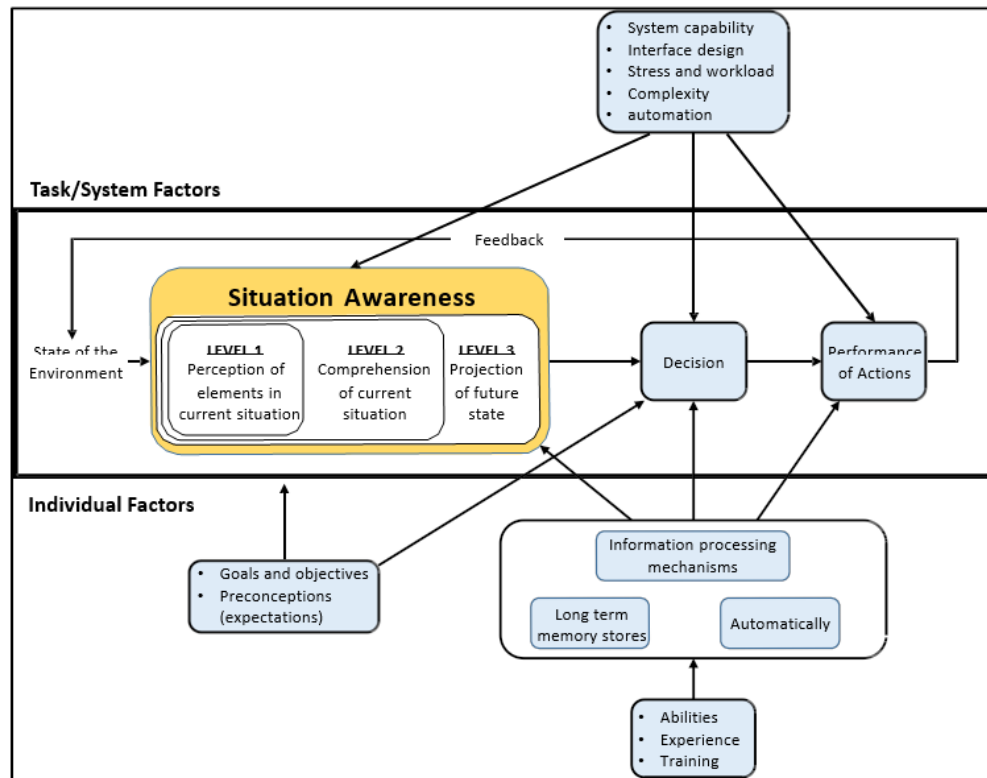 • System capability
• Interface design
• Stress and workload
• Complexity
• automation
Task/System Factors
Feedback
Situation Awareness
State of the
Environment
LEVEL 1
Perception of
elements in
current situation
LEVEL 2
Comprehension
of current
situation
LEVEL 3
Projection
of future
state
Decision
Performance
of Actions
Individual Factors
• Goals and objectives
• Preconceptions
(expectations)
Information processing
mechanisms
Long term
memory stores
Automatically
• Abilities
• Experience
• Training